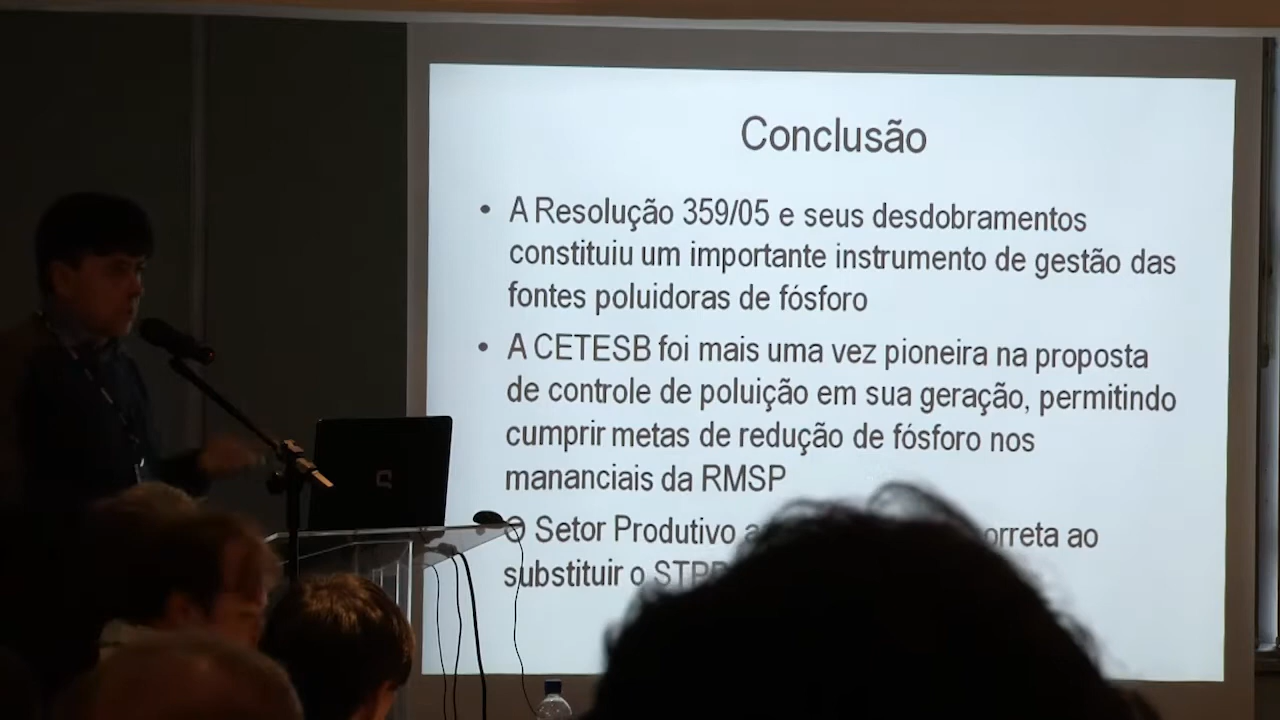 Conclusão
• A Resolução 359/05 e seus desdobramentos
constituiu um importante instrumento de gestão das
fontes poluidoras de fósforo
• A CETESB foi mais uma vez pioneira na proposta
de controle de poluição em sua geração, permitindo
cumprir metas de redução de fósforo nos
mananciais da RMSP
• O Setor Produtivo ao
substituir o